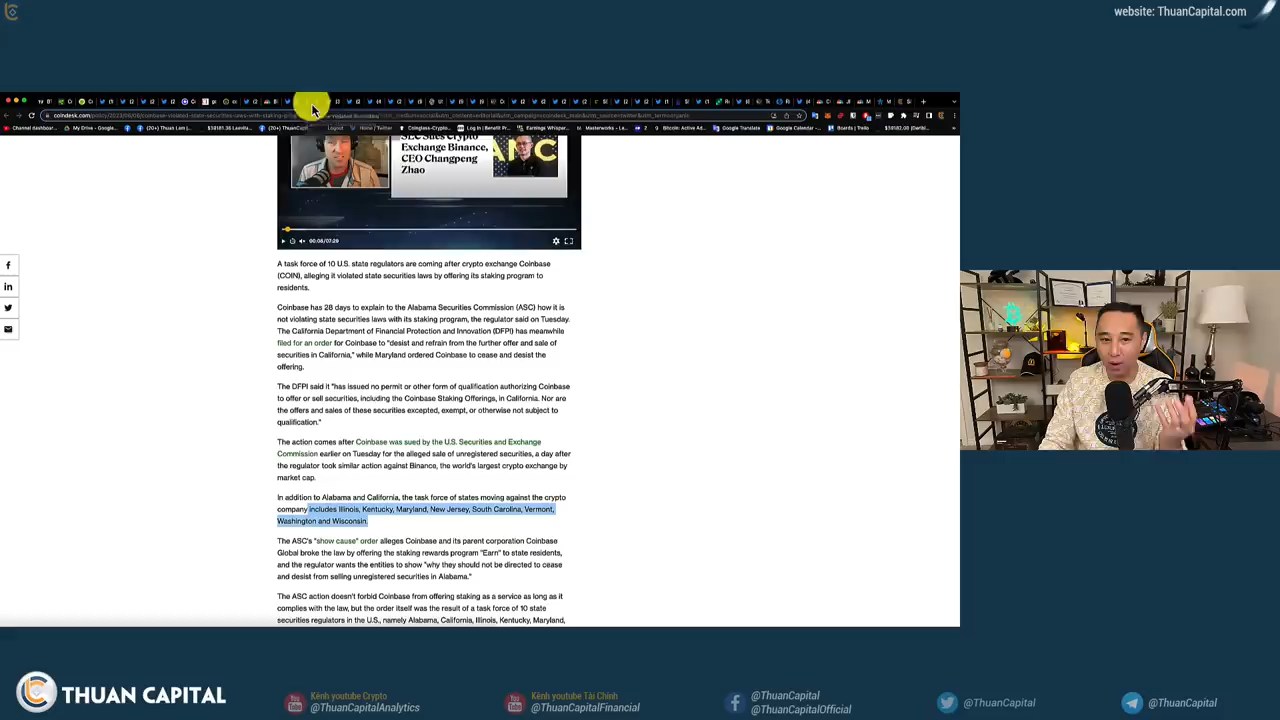 website: ThuanCapital.com
SEC Sues Crypto
Exchange Binance,
CEO Changpeng
Zhao
A task force of 10 U.S. state regulators are coming after crypto exchange Coinbase
(COIN), alleging it violated state securities laws by offering its staking program to
residents.
Coinbase has 28 days to explain to the Alabama Securities Commission (ASC) how it is
not violating state securities laws with its staking program, the regulator said on Tuesday.
The California Department of Financial Protection and Innovation (DFPI) has meanwhile
filed for an order for Coinbase to "desist and refrain from the further offer and sale of
securities in California," while Maryland ordered Coinbase to cease and desist the
offering.
The DFPI said it "has issued no permit or other form of qualification authorizing Coinbase
to offer or sell securities, including the Coinbase Staking Offerings, in California. Nor are
the offers and sales of these securities excepted, exempt, or otherwise not subject to
qualification."
The action comes after Coinbase was sued by the U.S. Securities and Exchange
Commission earlier on Tuesday for the alleged sale of unregistered securities, a day after
the regulator took similar action against Binance, the world's largest crypto exchange by
market cap.
In addition to Alabama and California, the task force of states moving against the crypto
company includes Illinois, Kentucky, Maryland, New Jersey, South Carolina, Vermont,
Washington and Wisconsin.
The ASC's "show cause" order alleges Coinbase and its parent corporation Coinbase
Global broke the law by offering the staking rewards program "Earn" to state residents,
and the regulator wants the entities to show "why they should not be directed to cease
and desist from selling unregistered securities in Alabama."
The ASC action doesn't forbid Coinbase from offering staking as a service as long as it
complies with the law, but the order itself was the result of a task force of 10 state
securities regulators in the U.S., namely Alabama, California, Illinois, Kentucky, Maryland,
THUAN CAPITAL
Kênh youtube Crypto
@ThuanCapitalAnalytics
Kênh youtube Tài Chính
@ThuanCapitalFinancial
@ThuanCapital
@ThuanCapitalOfficial
@ThuanCapital
@ThuanCapital